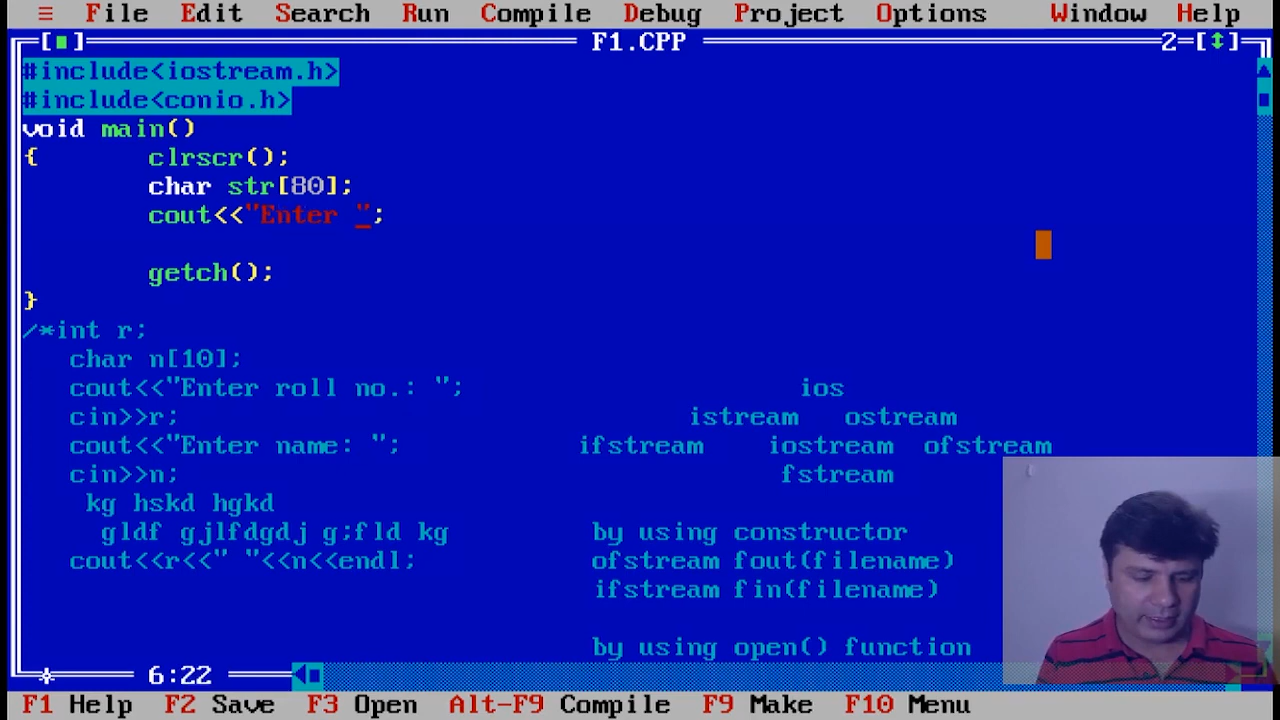 ≡ File Edit Search Run Compile Debug Project Options Window Help
F1.CPP 2
#include<iostream.h>
#include<conio.h>
void main()
{ clrscr();
char str[80];
cout<<"Enter ";
getch();
}
/*int r;
char n[10];
cout<<"Enter roll no.: "; ios
cin>>r; istream ostream
cout<<"Enter name: "; ifstream iostream ofstream
cin>>n; fstream
kg hskd hgkd
gldf gjlfdgdj g;fld kg by using constructor
cout<<r<<" "<<n<<endl; ofstream fout(filename)
ifstream fin(filename)
by using open() function
6:22
F1 Help F2 Save F3 Open Alt-F9 Compile F9 Make F10 Menu